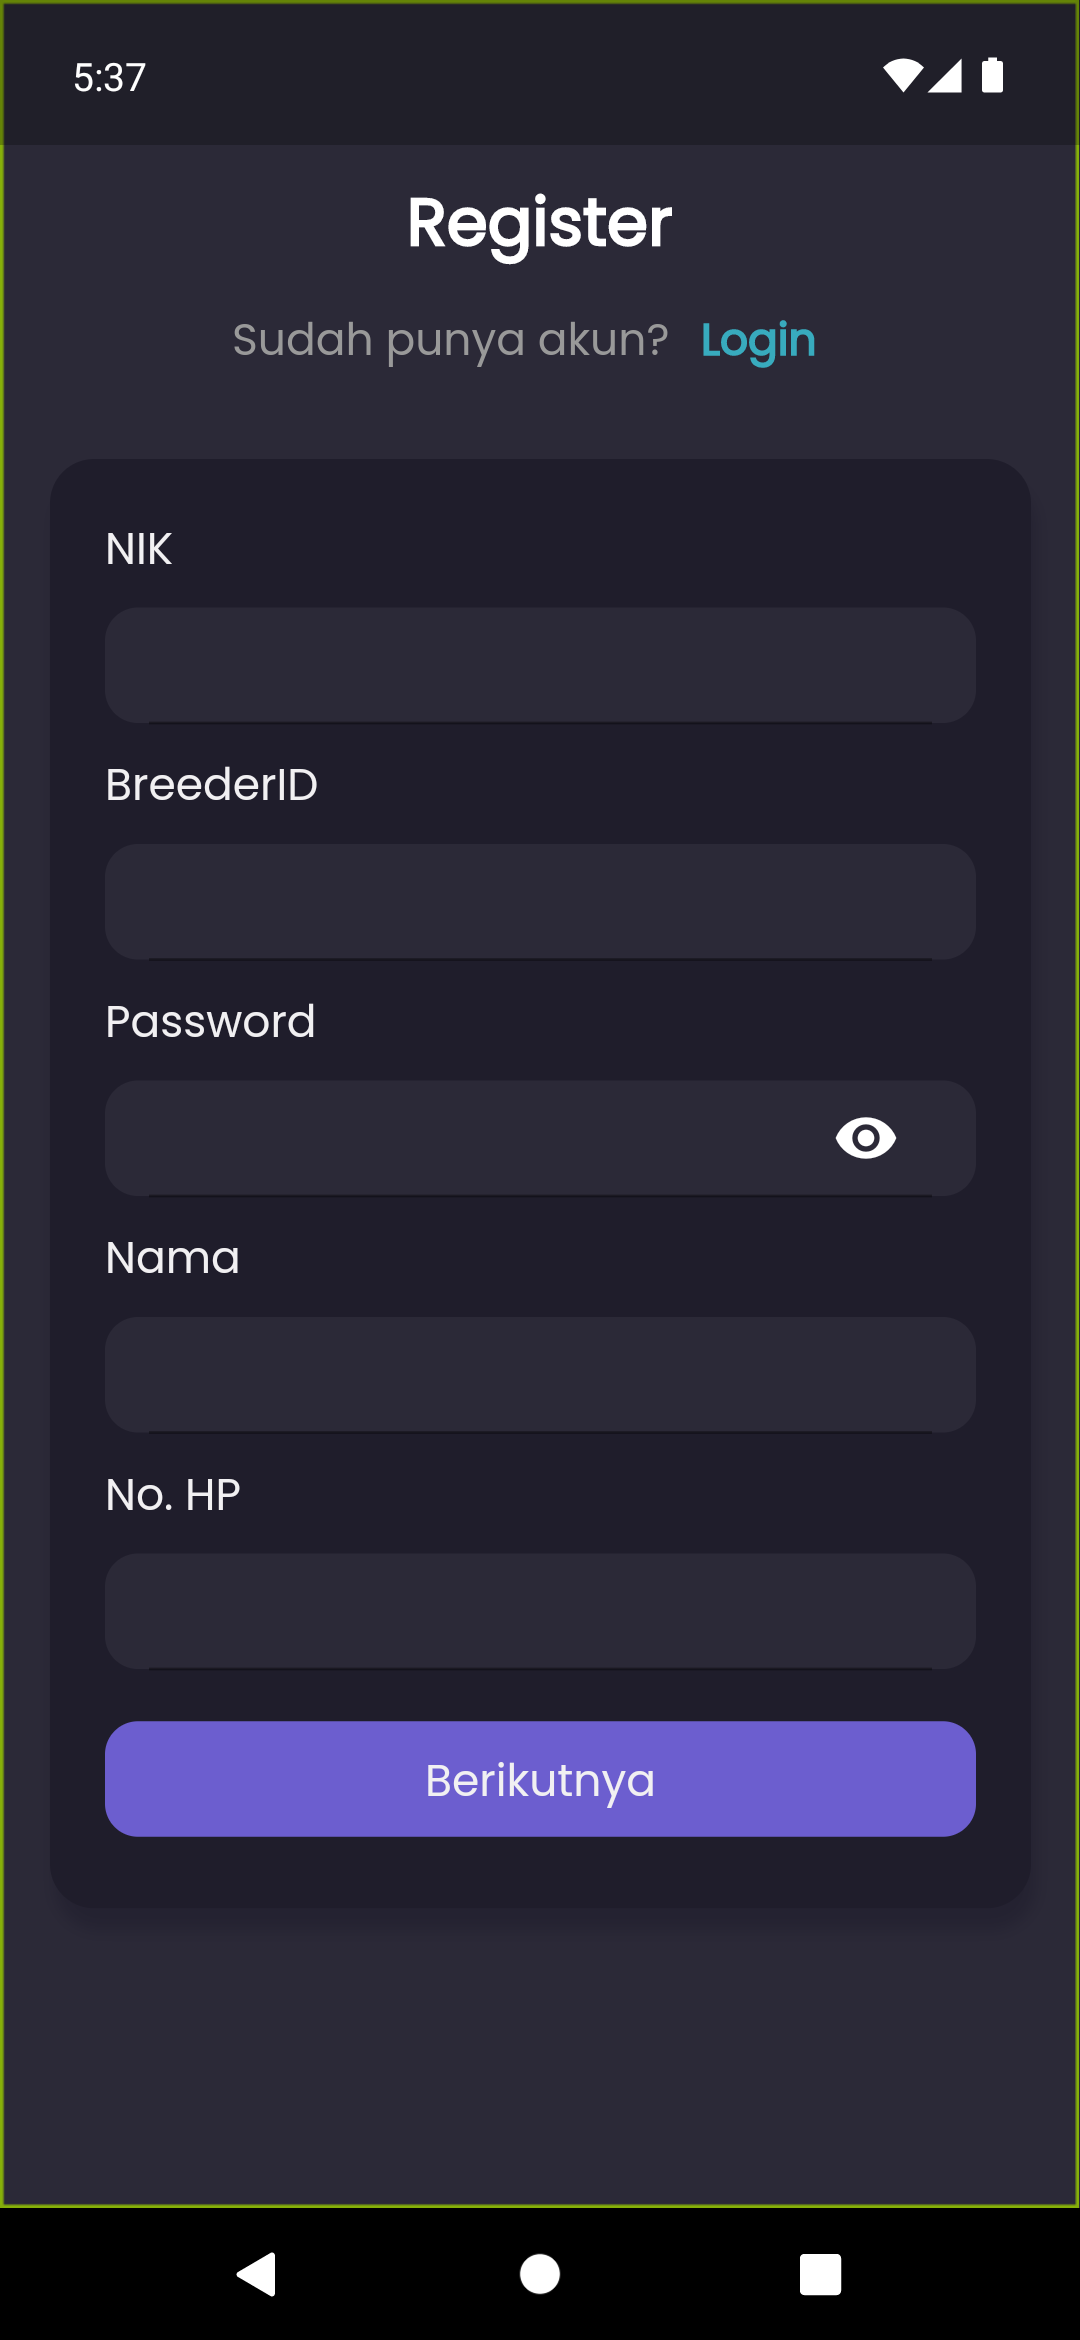 5:37
Register
Sudah punya akun? Login
NIK
BreederID
Password
Nama
No. HP
Berikutnya